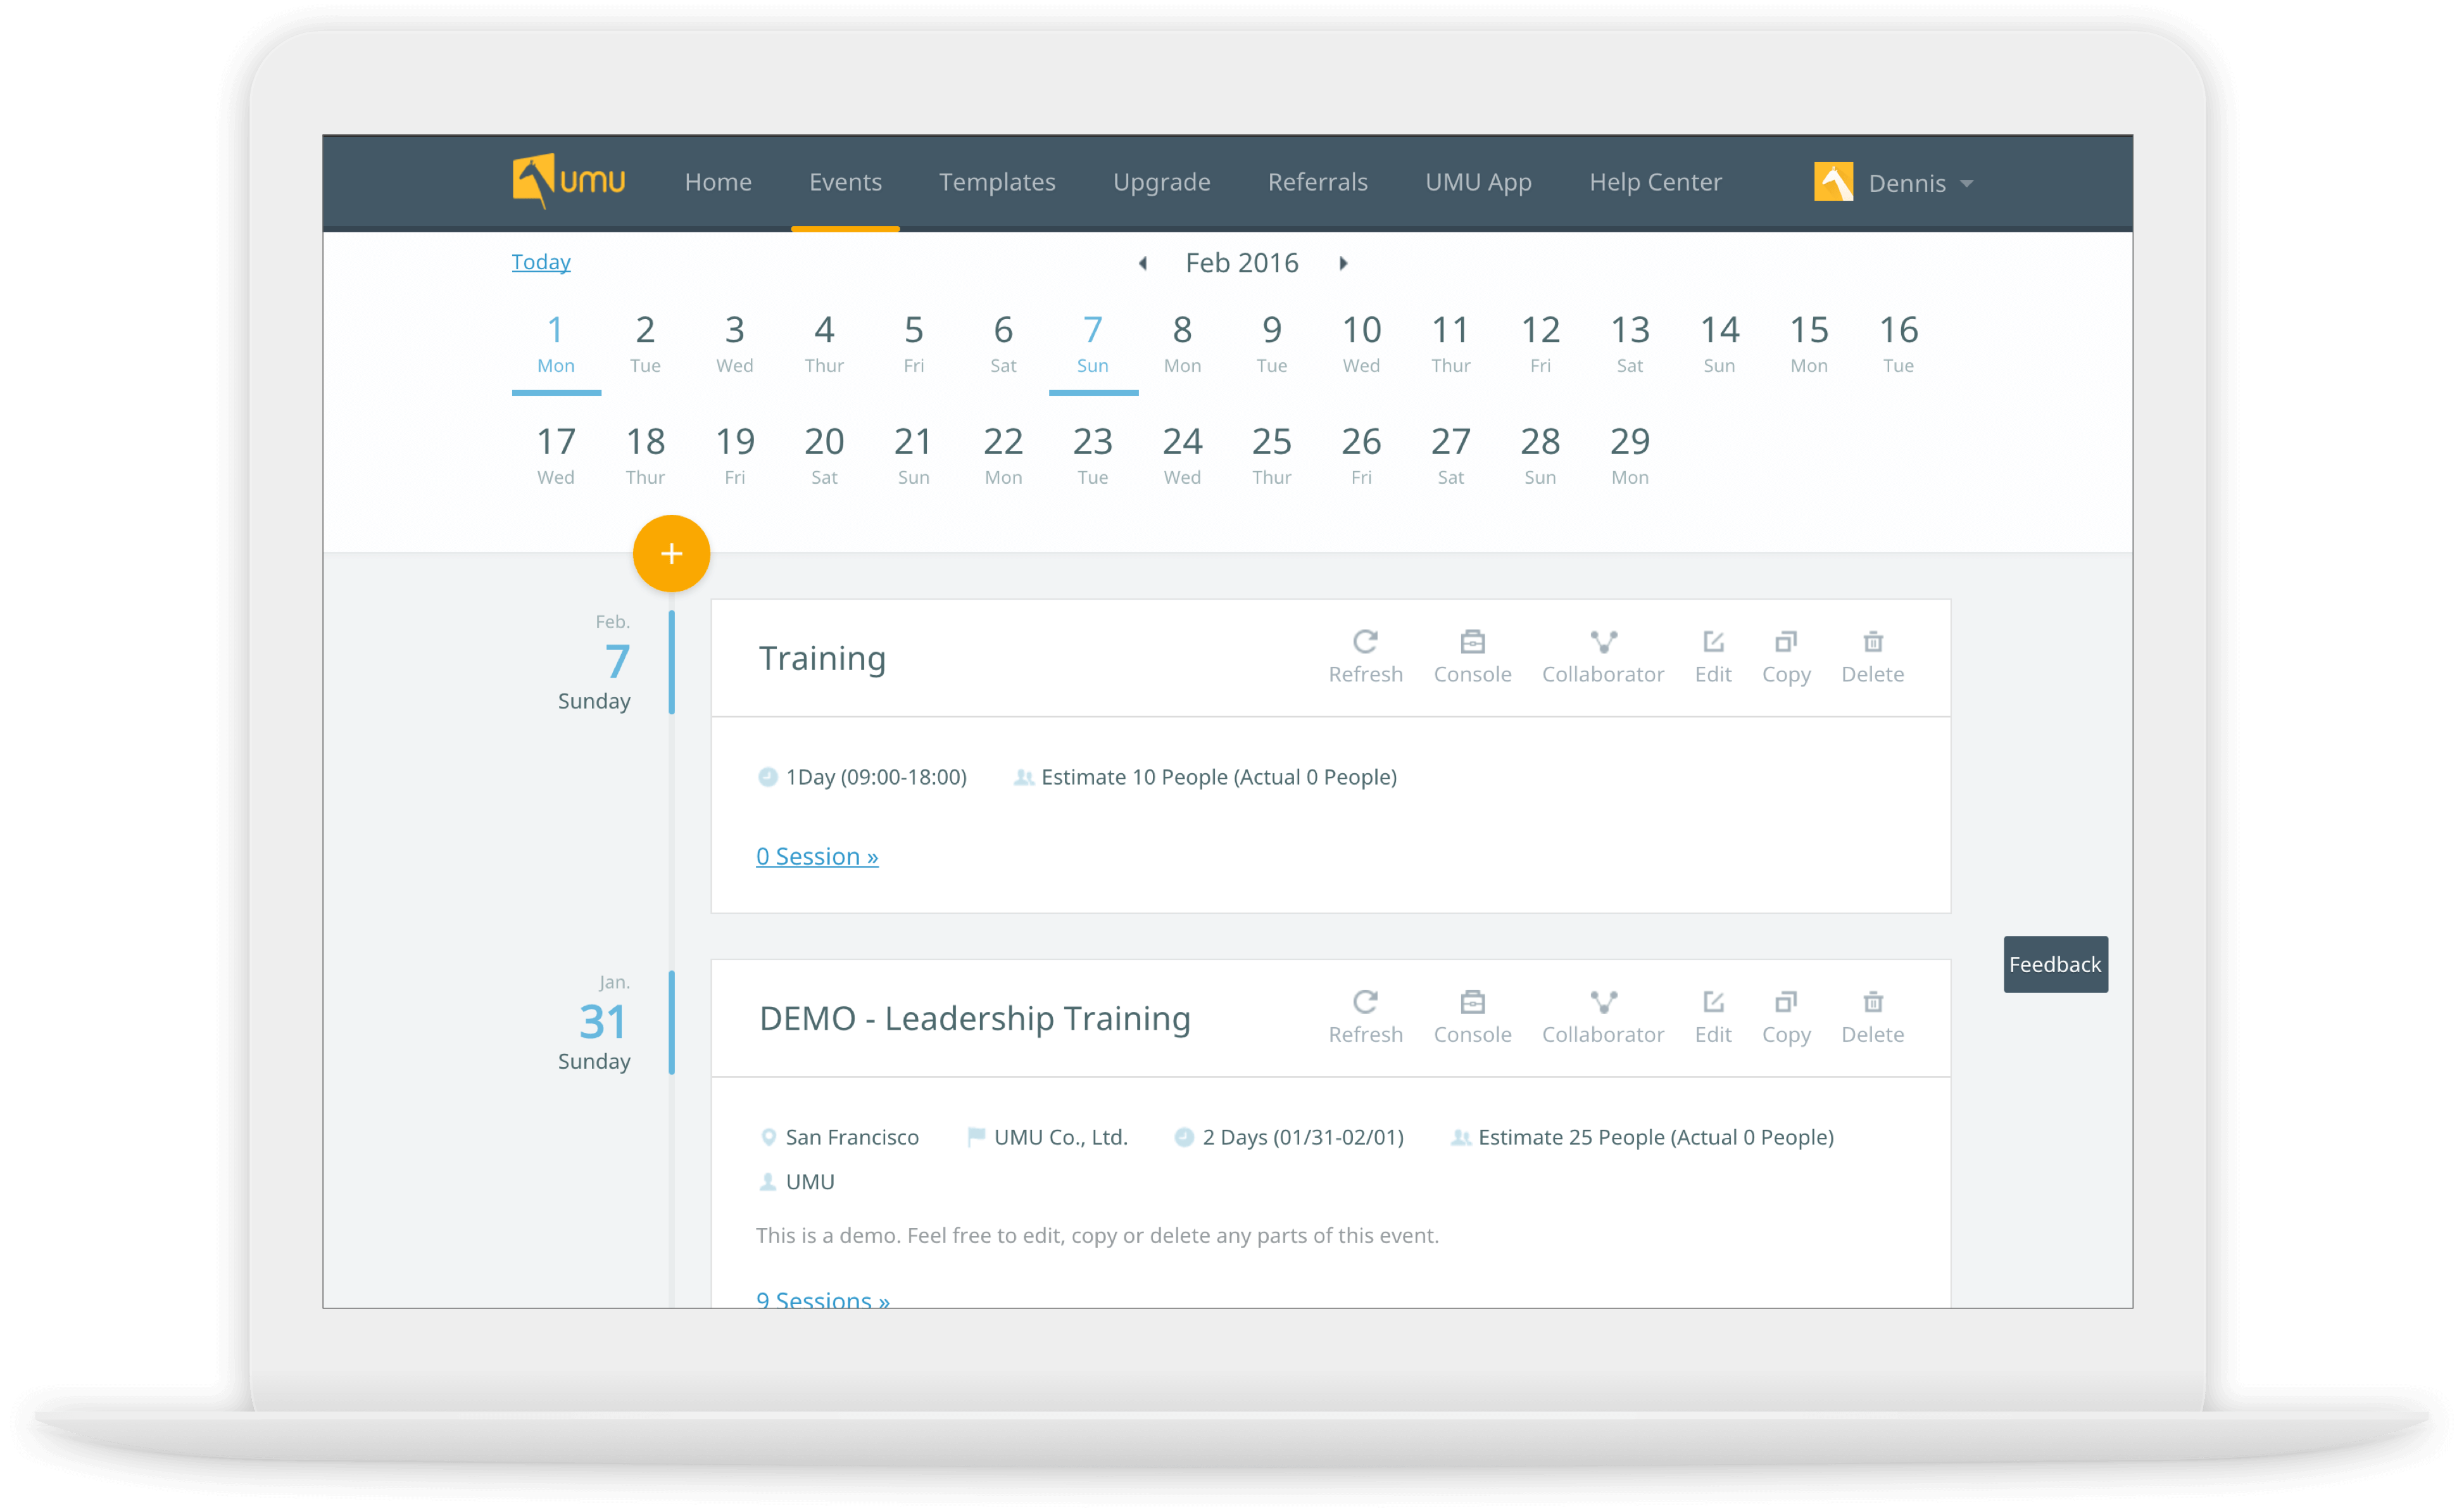 umu Home Events Templates Upgrade Referrals UMU App Help Center Dennis
Today Feb 2016
1 2 3 4 5 6 7 8 9 10 11 12 13 14 15 16
Mon Tue Wed Thur Fri Sat Sun Mon Tue Wed Thur Fri Sat Sun Mon Tue
17 18 19 20 21 22 23 24 25 26 27 28 29
Wed Thur Fri Sat Sun Mon Tue Wed Thur Fri Sat Sun Mon
+
Feb.
7
Sunday
Training
Refresh Console Collaborator Edit Copy Delete
1Day (09:00-18:00) Estimate 10 People (Actual 0 People)
0 Session »
Feedback
Jan.
31
Sunday
DEMO - Leadership Training
Refresh Console Collaborator Edit Copy Delete
San Francisco UMU Co., Ltd. 2 Days (01/31-02/01) Estimate 25 People (Actual 0 People)
UMU
This is a demo. Feel free to edit, copy or delete any parts of this event.
9 Sessions »